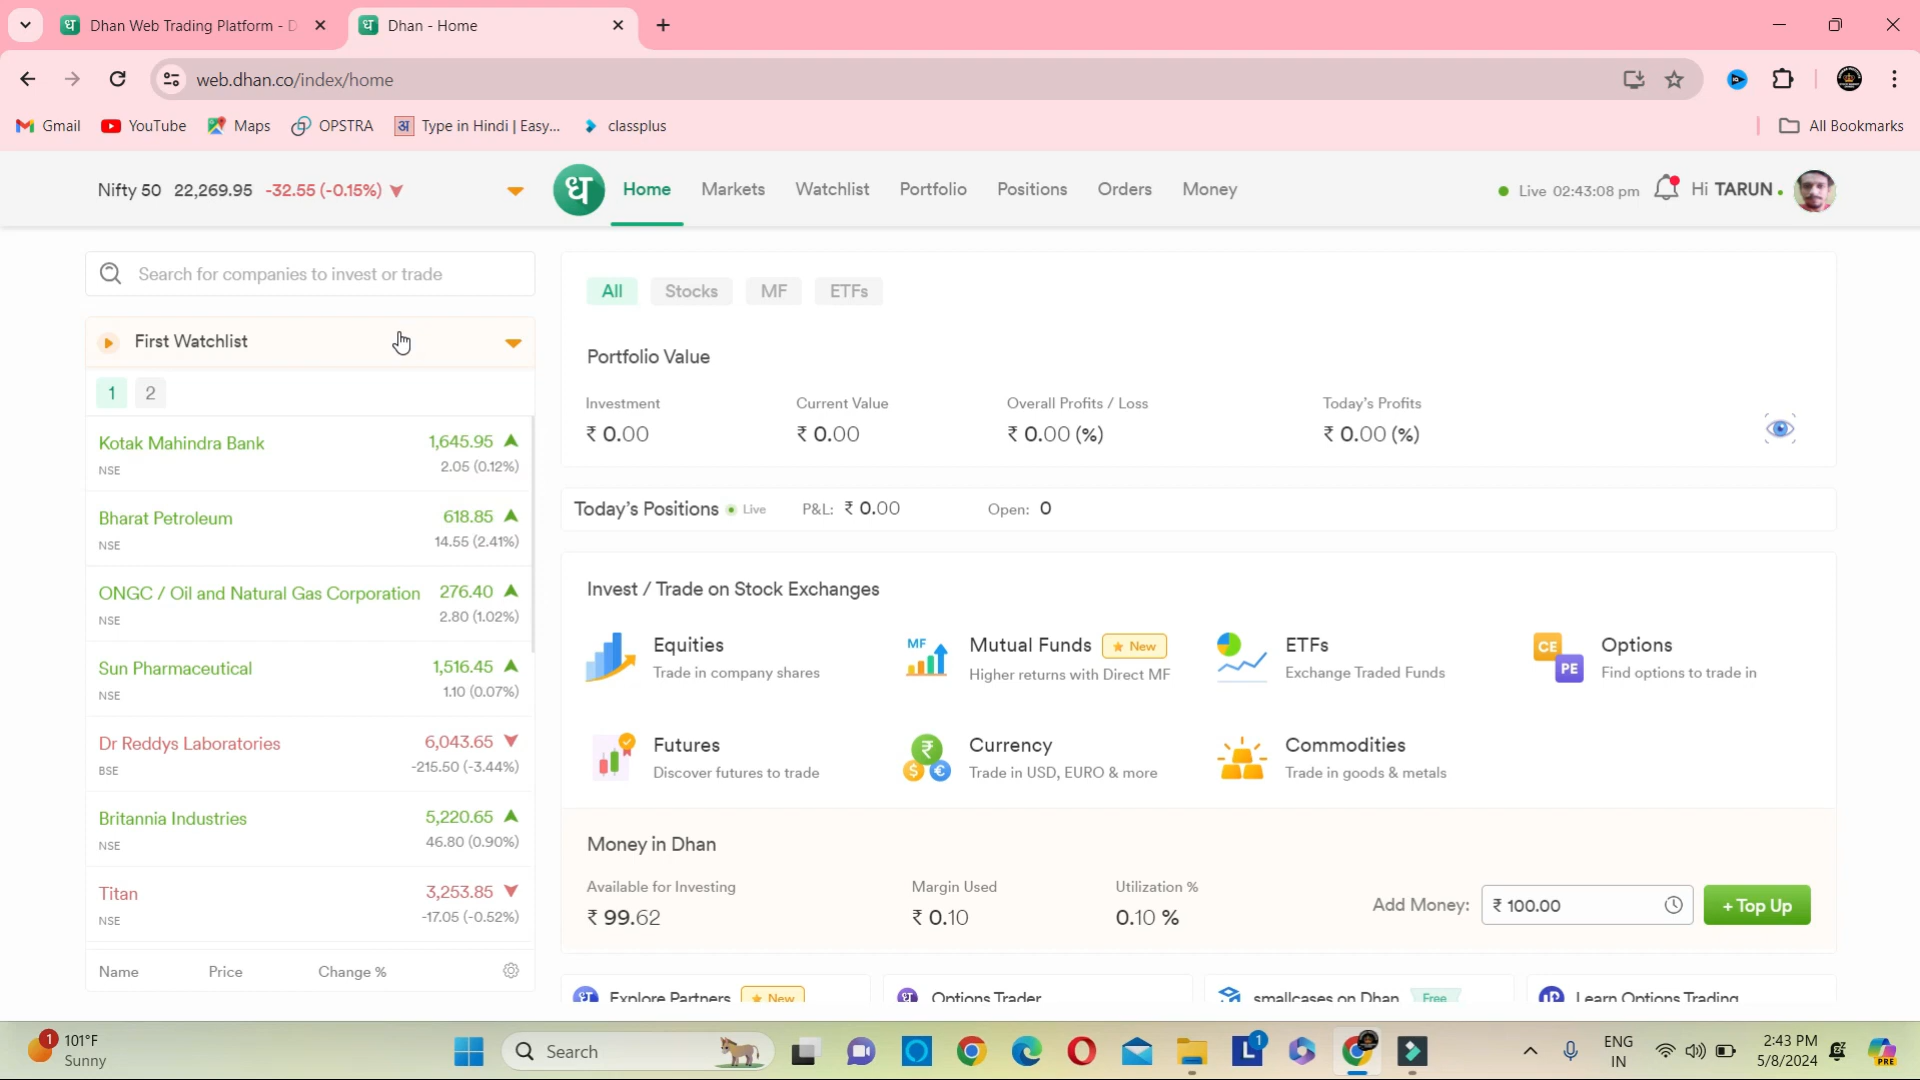 Dhan Web Trading Platform - D
Dhan - Home
web.dhan.co/index/home
Gmail
YouTube
Maps
OPSTRA
अ Type in Hindi | Easy...
classplus
All Bookmarks
Nifty 50 22,269.95 -32.55 (-0.15%)
ध
Home
Markets
Watchlist
Portfolio
Positions
Orders
Money
Live 02:43:08 pm
Hi TARUN
Search for companies to invest or trade
First Watchlist
1 2
Kotak Mahindra Bank 1,645.95
NSE 2.05 (0.12%)
Bharat Petroleum 618.85
NSE 14.55 (2.41%)
ONGC / Oil and Natural Gas Corporation 276.40
NSE 2.80 (1.02%)
Sun Pharmaceutical 1,516.45
NSE 1.10 (0.07%)
Dr Reddys Laboratories 6,043.65
BSE -215.50 (-3.44%)
Britannia Industries 5,220.65
NSE 46.80 (0.90%)
Titan 3,253.85
NSE -17.05 (-0.52%)
Name Price Change %
All Stocks MF ETFs
Portfolio Value
Investment Current Value Overall Profits / Loss Today's Profits
₹ 0.00 ₹ 0.00 ₹ 0.00 (%) ₹ 0.00 (%)
Today's Positions Live P&L: ₹ 0.00 Open: 0
Invest / Trade on Stock Exchanges
Equities
Trade in company shares
MF
Mutual Funds New
Higher returns with Direct MF
ETFs
Exchange Traded Funds
CE PE
Options
Find options to trade in
Futures
Discover futures to trade
Currency
Trade in USD, EURO & more
Commodities
Trade in goods & metals
Money in Dhan
Available for Investing Margin Used Utilization %
₹ 99.62 ₹ 0.10 0.10 %
Add Money: ₹ 100.00 + Top Up
Explore Partners New
Options Trader
smallcases on Dhan Free
Learn Options Trading
1
101°F
Sunny
Search
L 1
ENG
IN
2:43 PM
5/8/2024
PRE